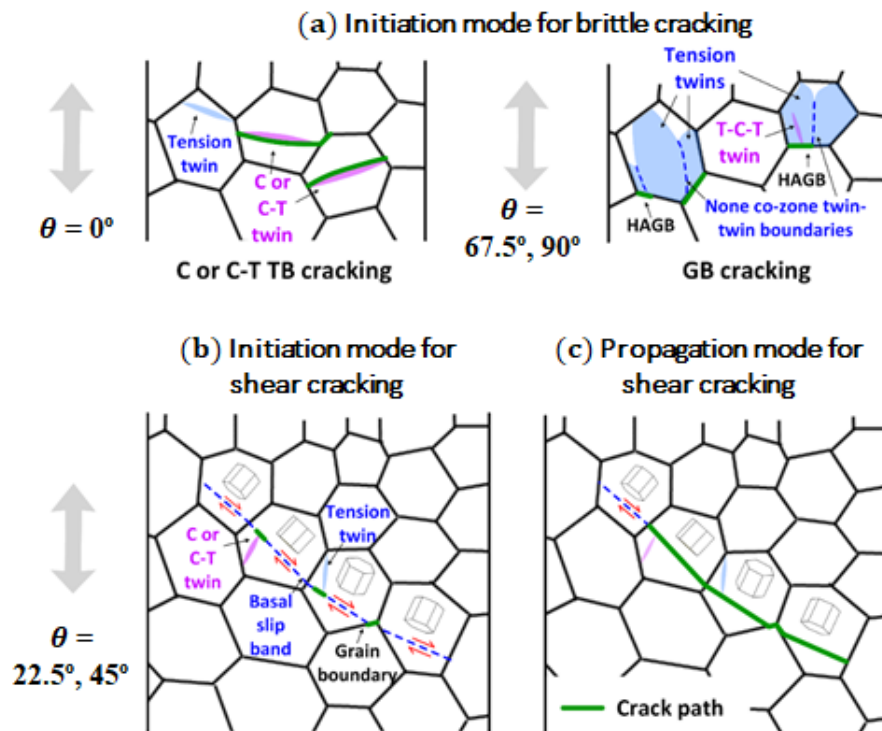 (a) Initiation mode for brittle cracking
Tension
twin
C or
C-T
twin
θ = 0º
C or C-T TB cracking
Tension
twins
T-C-T
twin
HAGB
HAGB
None co-zone twin-
twin boundaries
θ =
67.5º, 90º
GB cracking
(b) Initiation mode for
shear cracking
C or
C-T
twin
Tension
twin
Basal
slip
band
Grain
boundary
θ =
22.5º, 45º
(c) Propagation mode for
shear cracking
Crack path